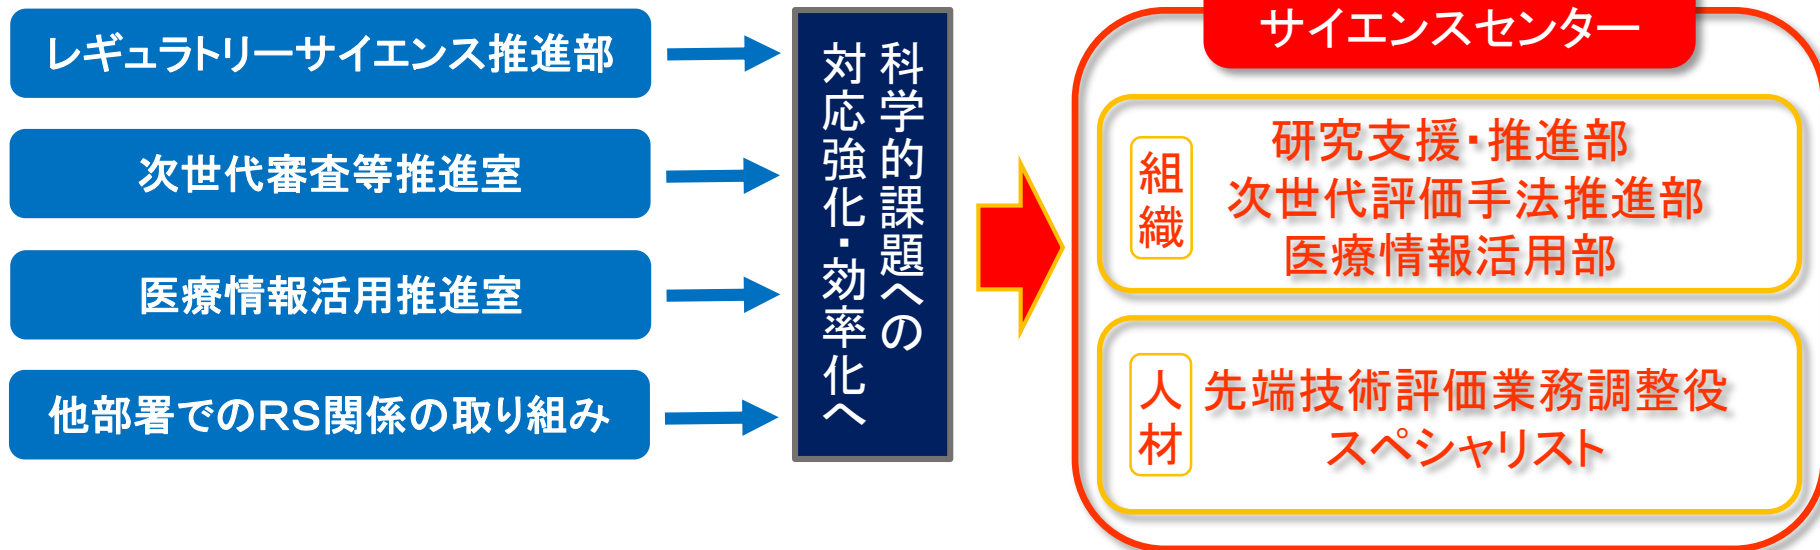 レギュラトリーサイエンス推進部
次世代審査等推進室
医療情報活用推進室
他部署でのRS関係の取り組み
科学的課題への
対応強化・効率化へ
サイエンスセンター
組織
研究支援・推進部
次世代評価手法推進部
医療情報活用部
人材
先端技術評価業務調整役
スペシャリスト